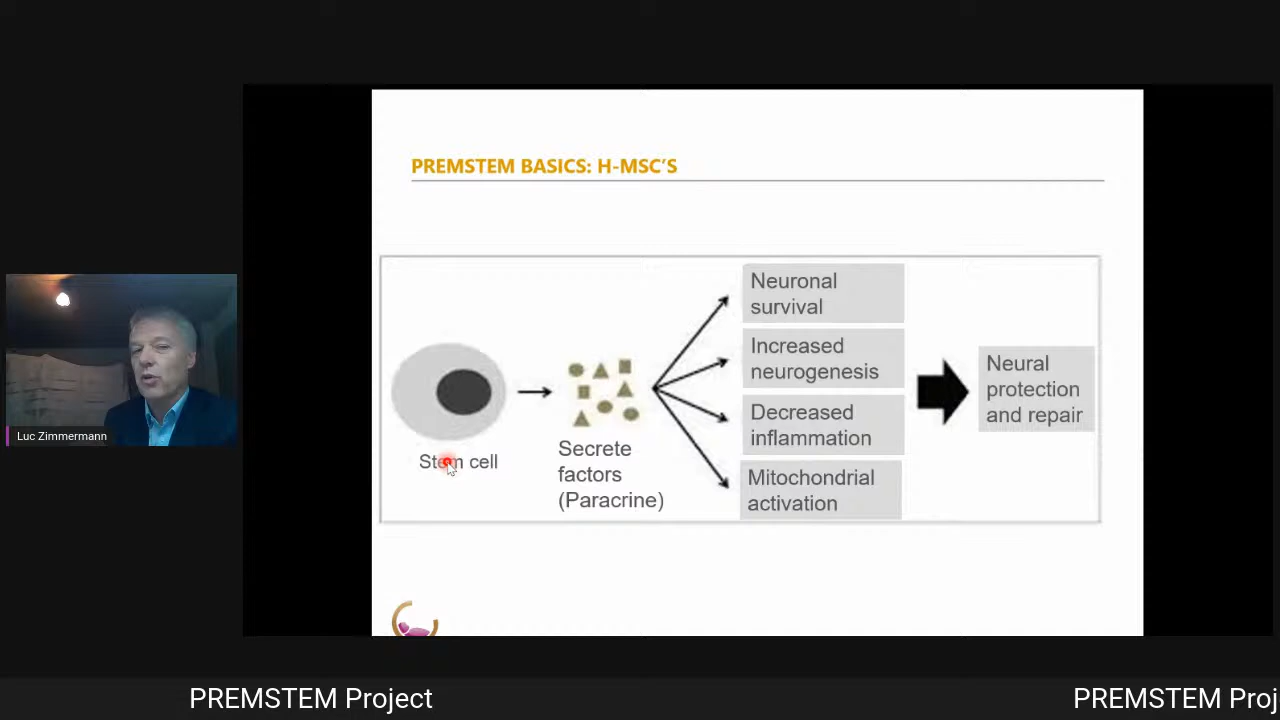 PREMSTEM BASICS: H-MSC'S
Neuronal
survival
Increased
neurogenesis
Decreased
inflammation
Mitochondrial
activation
Neural
protection
and repair
Stem cell
Secrete
factors
(Paracrine)
Luc Zimmermann
PREMSTEM Project
PREMSTEM Proj